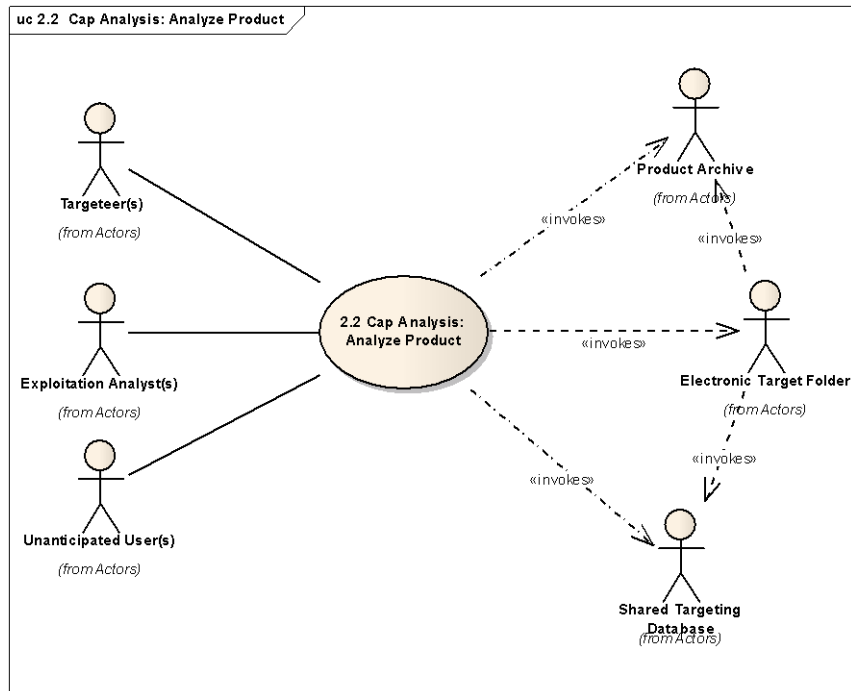 uc 2.2 Cap Analysis: Analyze Product
Product Archive
(from Actors)
Targeteer(s)
(from Actors)
«invokes»
«invokes»
2.2 Cap Analysis:
Analyze Product
«invokes»
Exploitation Analyst(s)
(from Actors)
Electronic Target Folder
(from Actors)
«invokes»
«invokes»
Unanticipated User(s)
(from Actors)
Shared Targeting
Database
(from Actors)